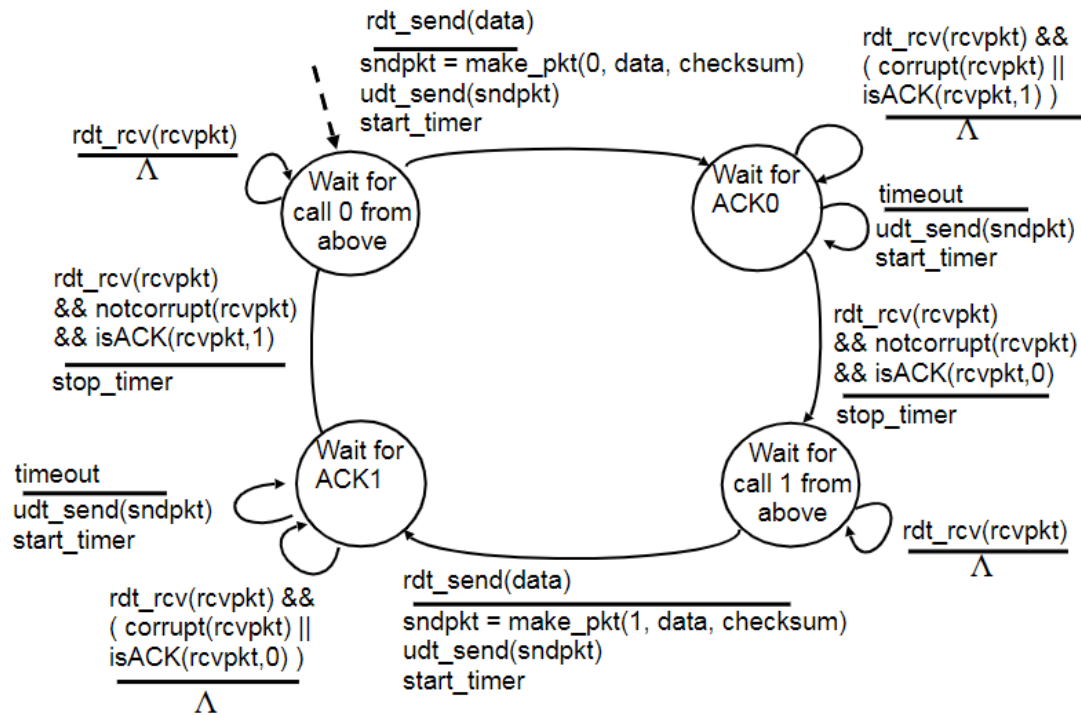 rdt_send(data)
sndpkt = make_pkt(0, data, checksum)
udt_send(sndpkt)
start_timer
rdt_rcv(rcvpkt) &&
( corrupt(rcvpkt) ||
isACK(rcvpkt,1) )
Λ
rdt_rcv(rcvpkt)
Λ
Wait for
call 0 from
above
Wait for
ACK0
timeout
udt_send(sndpkt)
start_timer
rdt_rcv(rcvpkt)
&& notcorrupt(rcvpkt)
&& isACK(rcvpkt,1)
stop_timer
rdt_rcv(rcvpkt)
&& notcorrupt(rcvpkt)
&& isACK(rcvpkt,0)
stop_timer
Wait for
ACK1
Wait for
call 1 from
above
timeout
udt_send(sndpkt)
start_timer
rdt_rcv(rcvpkt)
Λ
rdt_rcv(rcvpkt) &&
( corrupt(rcvpkt) ||
isACK(rcvpkt,0) )
Λ
rdt_send(data)
sndpkt = make_pkt(1, data, checksum)
udt_send(sndpkt)
start_timer